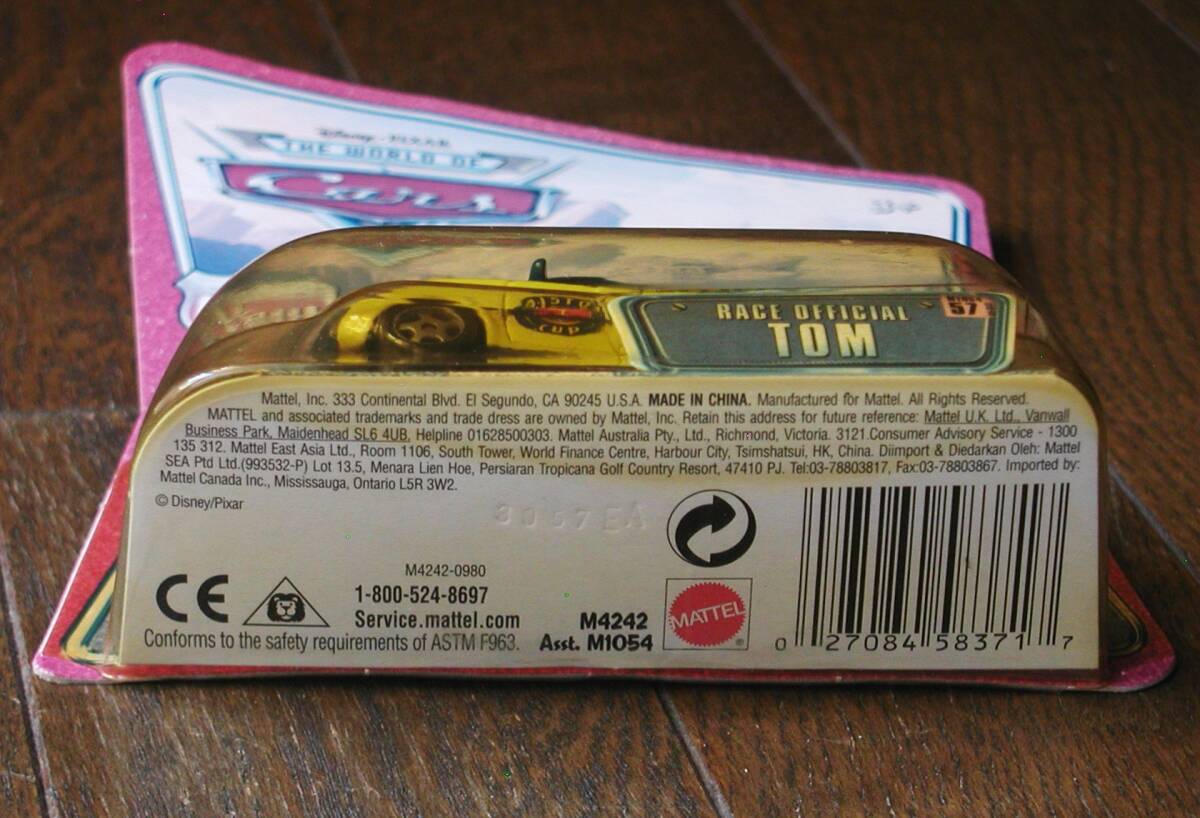 Disney · PIXAR
THE WORLD OF
Cars
3+
PISTON
CUP
RACE OFFICIAL
TOM
57
Mattel, Inc. 333 Continental Blvd. El Segundo, CA 90245 U.S.A. MADE IN CHINA. Manufactured for Mattel. All Rights Reserved.
MATTEL and associated trademarks and trade dress are owned by Mattel, Inc. Retain this address for future reference: Mattel U.K. Ltd., Vanwall
Business Park, Maidenhead SL6 4UB, Helpline 01628500303. Mattel Australia Pty., Ltd., Richmond, Victoria. 3121.Consumer Advisory Service - 1300
135 312. Mattel East Asia Ltd., Room 1106, South Tower, World Finance Centre, Harbour City, Tsimshatsui, HK, China. Diimport & Diedarkan Oleh: Mattel
SEA Ptd Ltd.(993532-P) Lot 13.5, Menara Lien Hoe, Persiaran Tropicana Golf Country Resort, 47410 PJ. Tel:03-78803817, Fax:03-78803867. Imported by:
Mattel Canada Inc., Mississauga, Ontario L5R 3W2.
© Disney/Pixar
3057EA
M4242-0980
CE
1-800-524-8697
Service.mattel.com
Conforms to the safety requirements of ASTM F963.
M4242
Asst. M1054
MATTEL
®
0 27084 58371 7